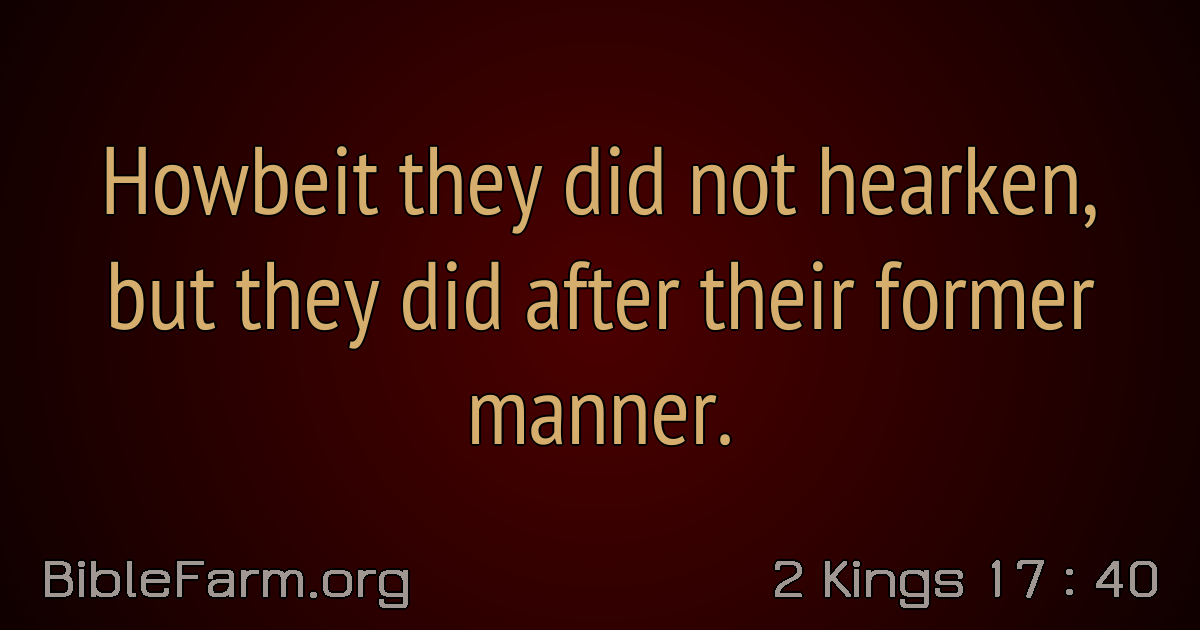 Howbeit they did not hearken,
but they did after their former
manner.
BibleFarm.org
2 Kings 17 : 40